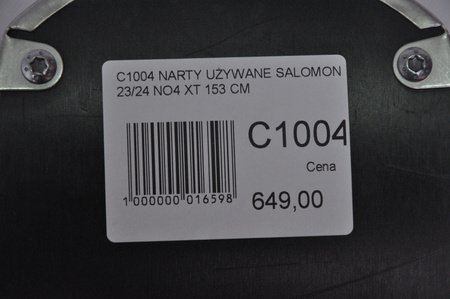 C1004 NARTY UŻYWANE SALOMON
23/24 NO4 XT 153 CM
C1004
Cena
1 000000 016598
649,00